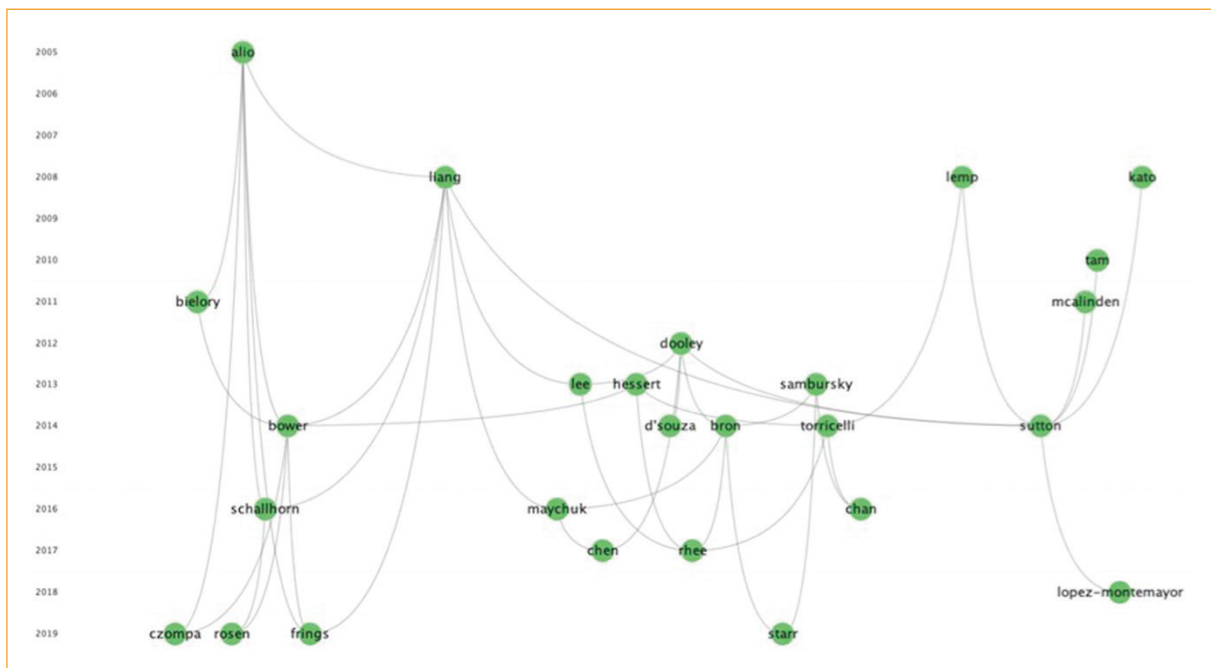 2005 alio
2006
2007
2008 liang lemp kato
2009
2010 tam
2011 bielory mcalinden
2012 dooley
2013 lee hessert sambursky
2014 bower d'souza bron torricelli sutton
2015
2016 schallhorn maychuk chan
2017 chen rhee
2018 lopez-montemayor
2019 czompa rosen frings starr